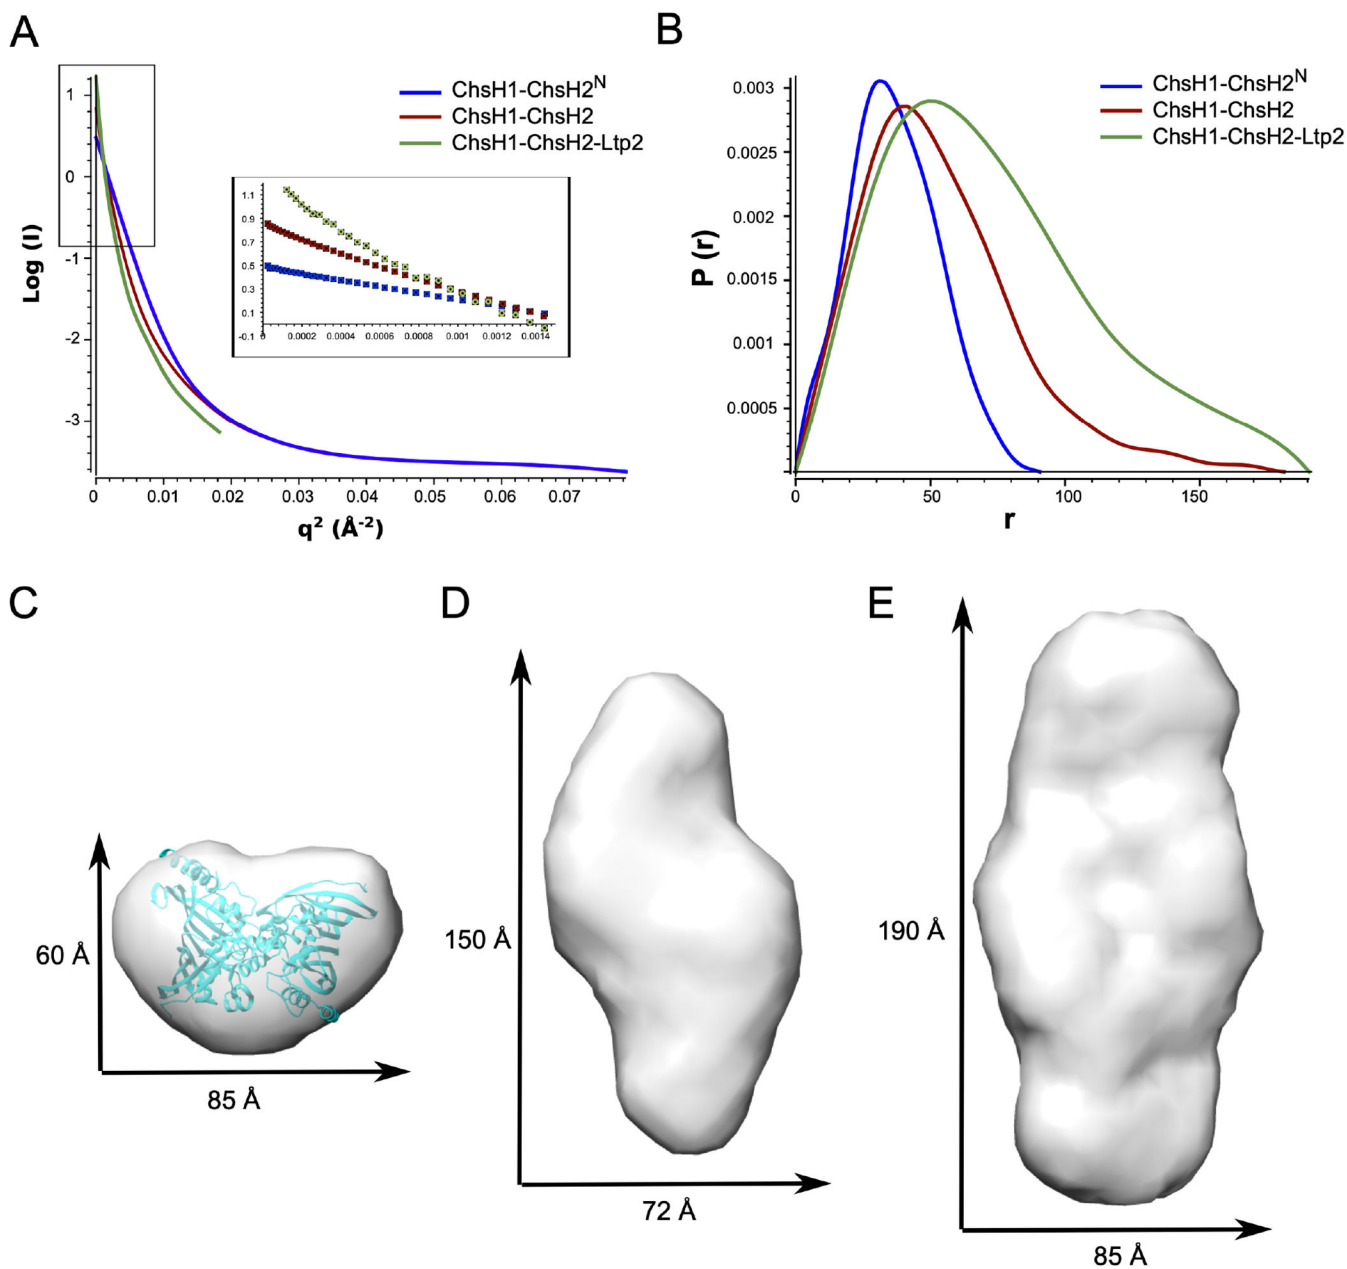 A
ChsH1-ChsH2ᴺ
ChsH1-ChsH2
ChsH1-ChsH2-Ltp2
1
0
-1
-2
-3
Log (I)
1.1
0.9
0.7
0.5
0.3
0.1
-0.1
0
0.0002
0.0004
0.0006
0.0008
0.001
0.0012
0.0014
0
0.01
0.02
0.03
0.04
0.05
0.06
0.07
q² (Å⁻²)
B
ChsH1-ChsH2ᴺ
ChsH1-ChsH2
ChsH1-ChsH2-Ltp2
0.003
0.0025
0.002
0.0015
0.001
0.0005
P (r)
0
50
100
150
r
C
60 Å
85 Å
D
150 Å
72 Å
E
190 Å
85 Å